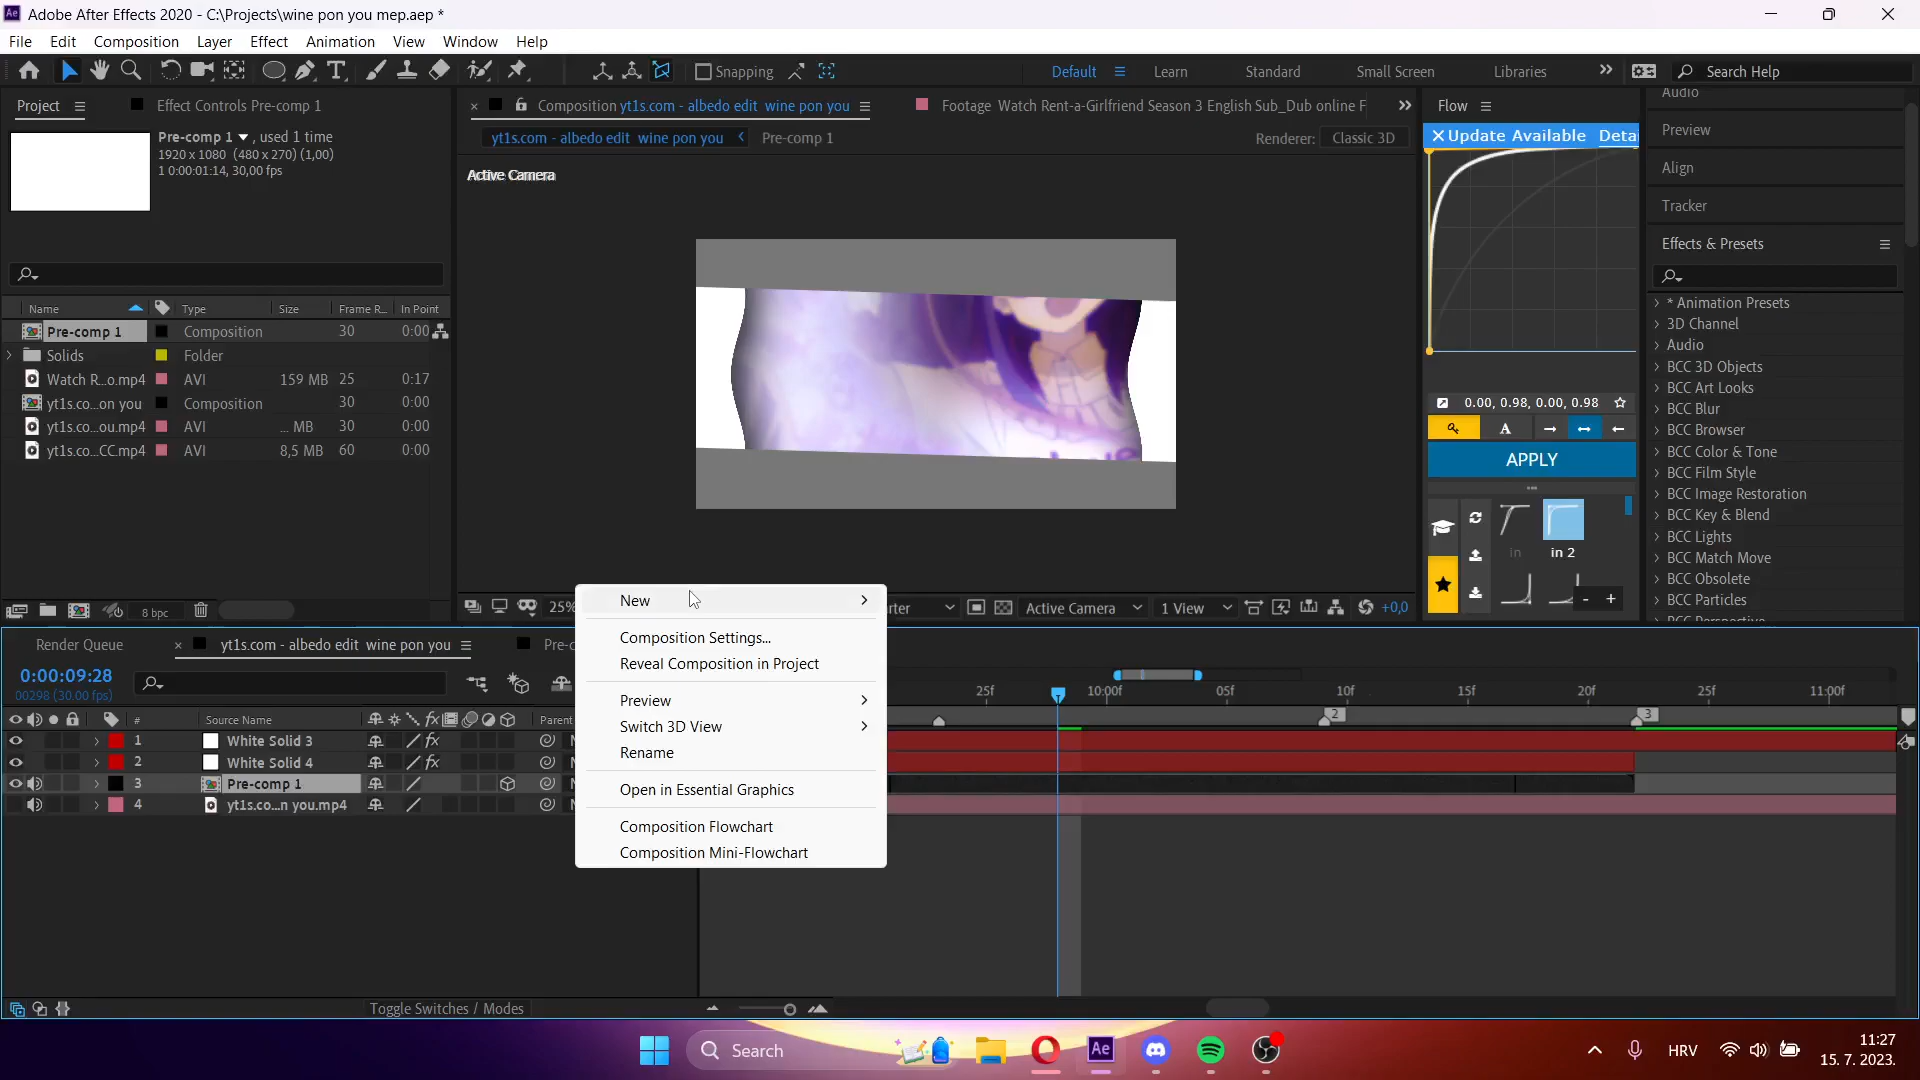 Adobe After Effects 2020 - C:\Projects\wine pon you mep.aep *
File Edit Composition Layer Effect Animation View Window Help
Snapping
Default Learn Standard Small Screen Libraries Search Help
Project Effect Controls Pre-comp 1
Composition yt1s.com - albedo edit wine pon you
Footage Watch Rent-a-Girlfriend Season 3 English Sub_Dub online F
yt1s.com - albedo edit wine pon you Pre-comp 1
Renderer: Classic 3D
Active Camera
Pre-comp 1 , used 1 time
1920 x 1080 (480 x 270) (1,00)
1 0:00:01:14, 30,00 fps
Name Type Size Frame R... In Point
Pre-comp 1 Composition 30 0:00
Solids Folder
Watch R...o.mp4 AVI 159 MB 25 0:17
yt1s.co...on you Composition 30 0:00
yt1s.co...ou.mp4 AVI ... MB 30 0:00
yt1s.co...CC.mp4 AVI 8,5 MB 60 0:00
8 bpc
25%
Active Camera 1 View +0,0
Flow
Update Available
0.00, 0.98, 0.00, 0.98
A
APPLY
In in 2
- +
Audio
Preview
Align
Tracker
Effects & Presets
* Animation Presets
3D Channel
Audio
BCC 3D Objects
BCC Art Looks
BCC Blur
BCC Browser
BCC Color & Tone
BCC Film Style
BCC Image Restoration
BCC Key & Blend
BCC Lights
BCC Match Move
BCC Obsolete
BCC Particles
New
Composition Settings...
Reveal Composition in Project
Preview
Switch 3D View
Rename
Open in Essential Graphics
Composition Flowchart
Composition Mini-Flowchart
Render Queue yt1s.com - albedo edit wine pon you
0:00:09:28
00298 (30.00 fps)
# Source Name fx Parent
1 White Solid 3 fx
2 White Solid 4 fx
3 Pre-comp 1
4 yt1s.co...n you.mp4
25f 10:00f 05f 10f 15f 20f 25f 11:00f
2 3
Toggle Switches / Modes
Search
Ae
HRV
11:27
15. 7. 2023.